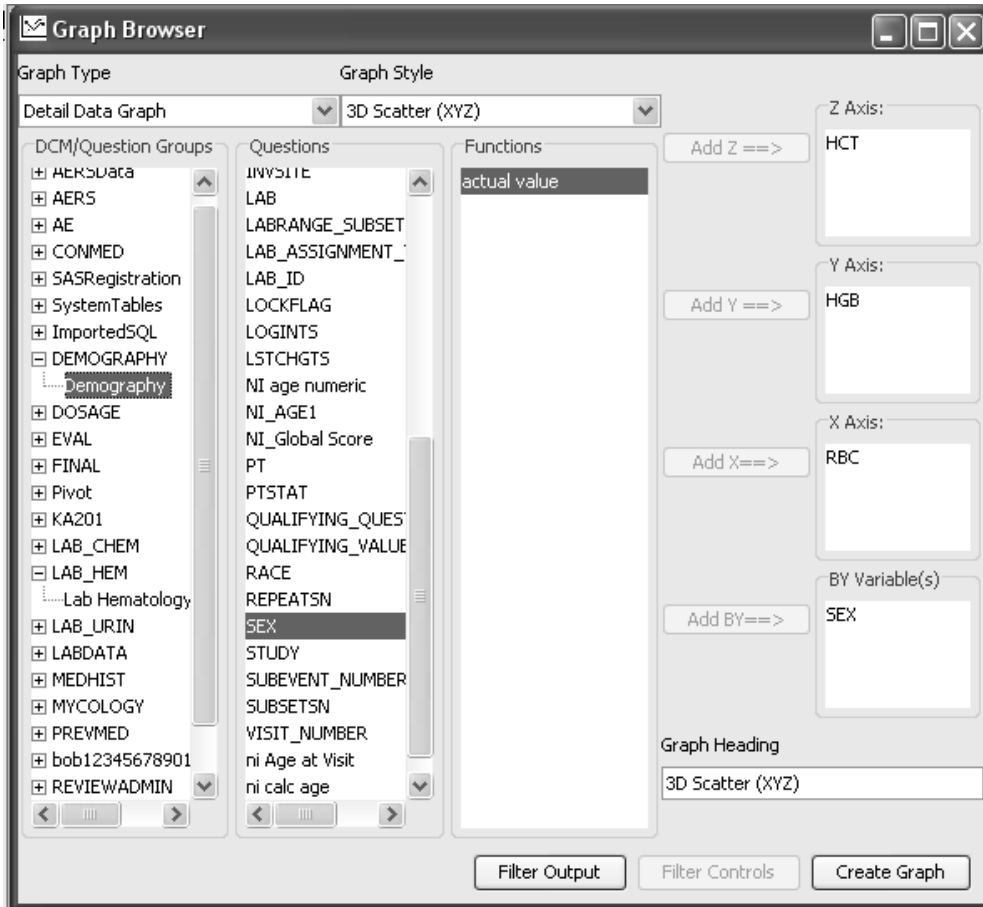 Graph Browser
Graph Type
Graph Style
Detail Data Graph
3D Scatter (XYZ)
DCM/Question Groups
AERSData
AERS
AE
CONMED
SASRegistration
SystemTables
ImportedSQL
DEMOGRAPHY
Demography
DOSAGE
EVAL
FINAL
Pivot
KA201
LAB_CHEM
LAB_HEM
Lab Hematology
LAB_URIN
LABDATA
MEDHIST
MYCOLOGY
PREVMED
bob12345678901
REVIEWADMIN
Questions
INVSITE
LAB
LABRANGE_SUBSET
LAB_ASSIGNMENT_
LAB_ID
LOCKFLAG
LOGINTS
LSTCHGTS
NI age numeric
NI_AGE1
NI_Global Score
PT
PTSTAT
QUALIFYING_QUES
QUALIFYING_VALUE
RACE
REPEATSN
SEX
STUDY
SUBEVENT_NUMBER
SUBSETSN
VISIT_NUMBER
ni Age at Visit
ni calc age
Functions
actual value
Add Z ==>
Z Axis:
HCT
Add Y ==>
Y Axis:
HGB
Add X==>
X Axis:
RBC
Add BY==>
BY Variable(s)
SEX
Graph Heading
3D Scatter (XYZ)
Filter Output
Filter Controls
Create Graph